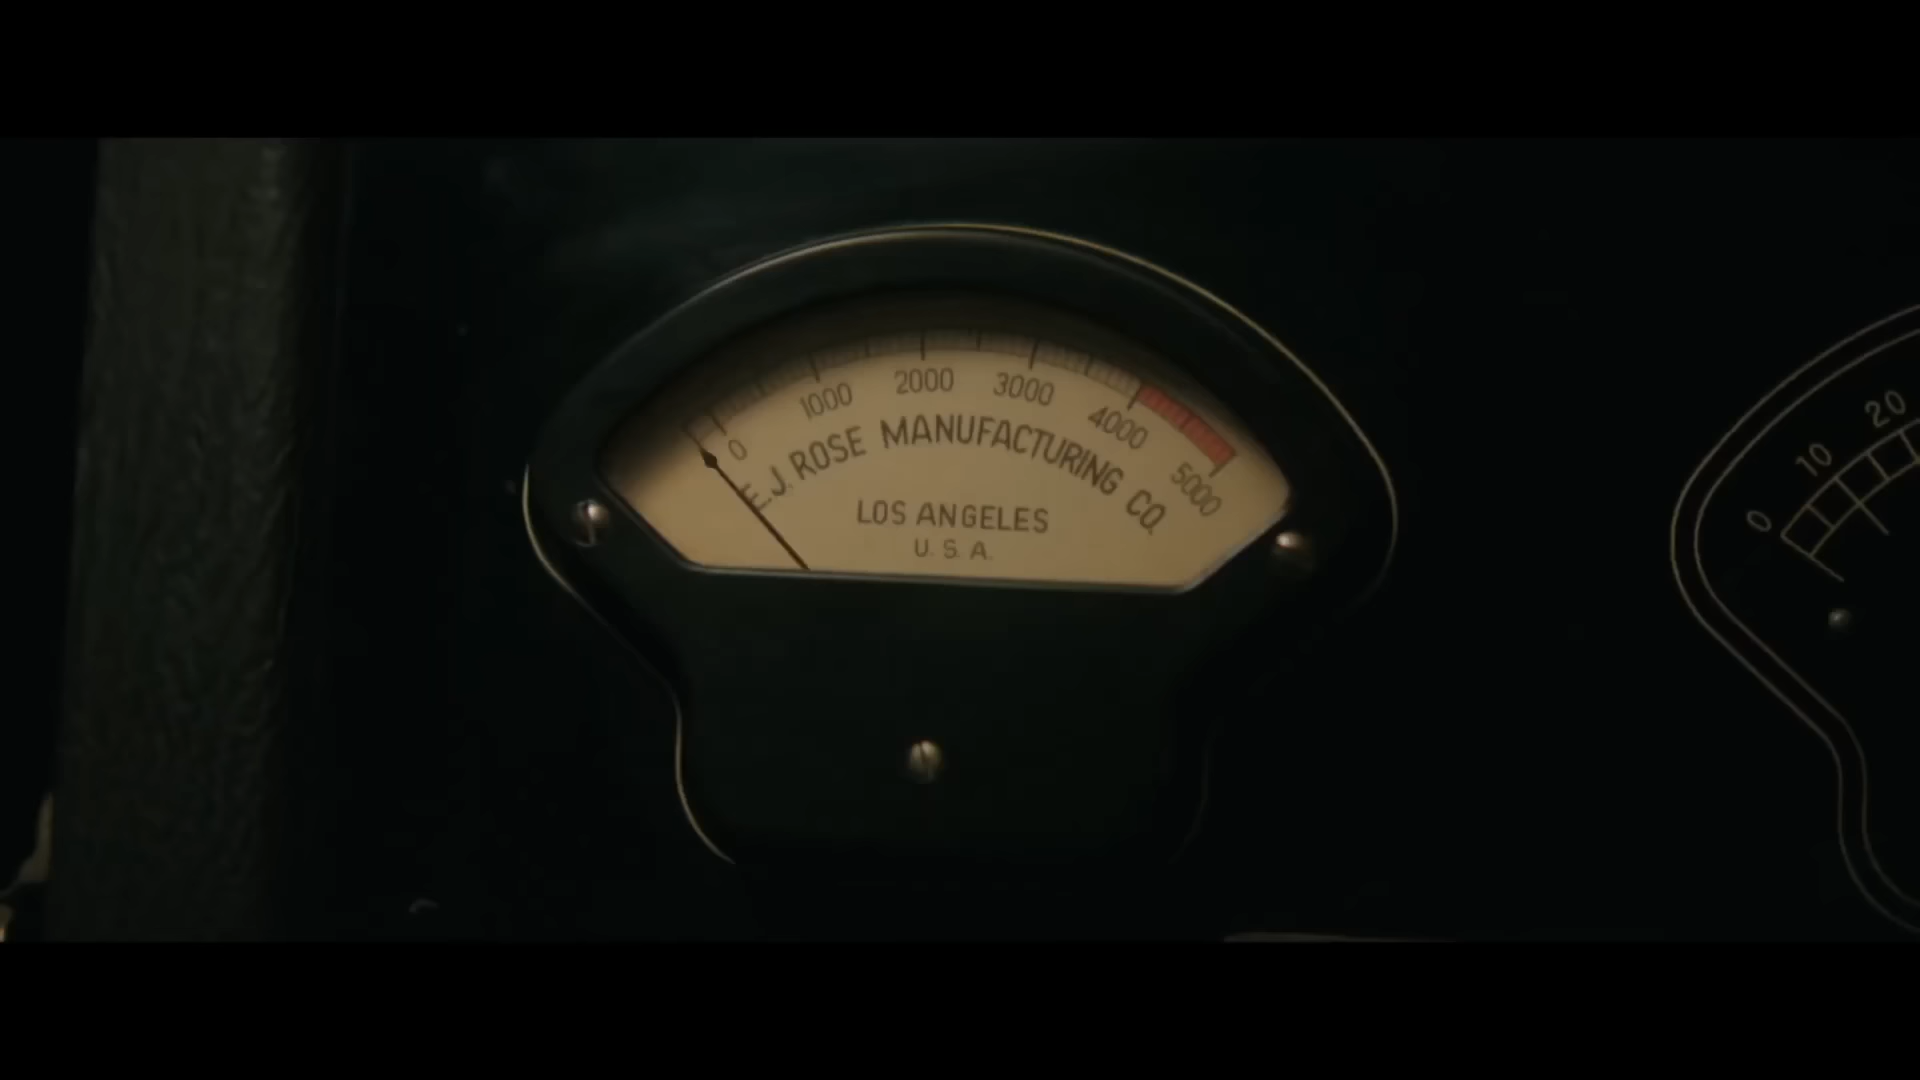 0 1000 2000 3000 4000 5000
E.J. ROSE MANUFACTURING CO.
LOS ANGELES
U. S. A.
0 10 20